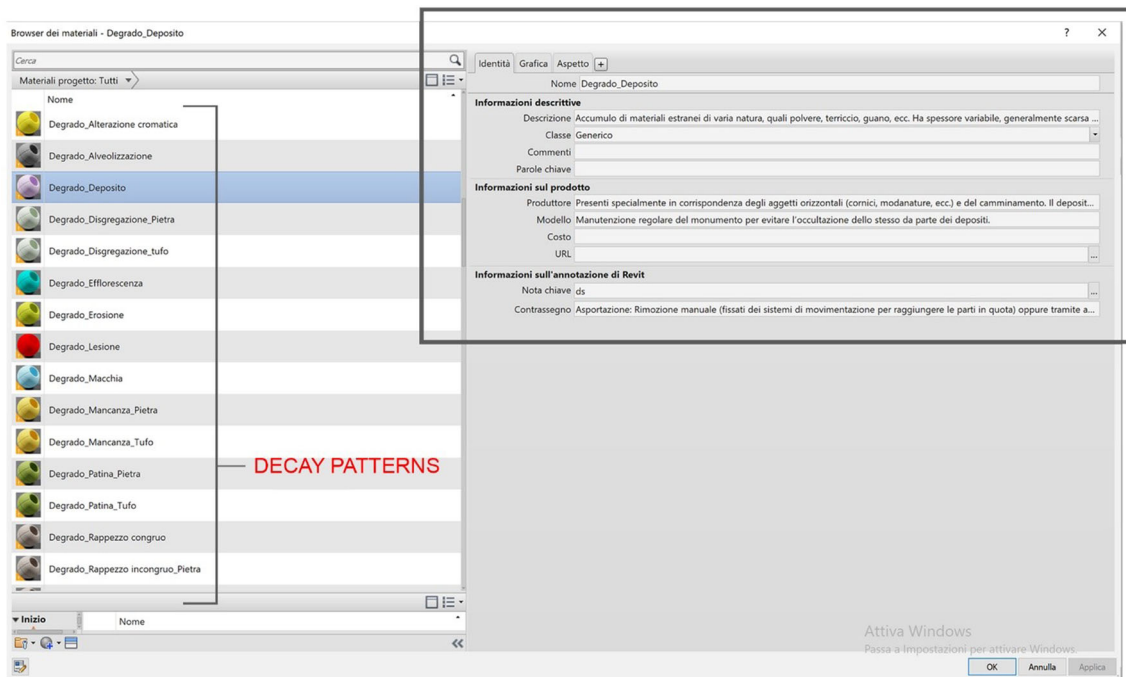 Browser dei materiali - Degrado_Deposito
?
Cerca
Materiali progetto: Tutti
Nome
Degrado_Alterazione cromatica
Degrado_Alveolizzazione
Degrado_Deposito
Degrado_Disgregazione_Pietra
Degrado_Disgregazione_tufo
Degrado_Efflorescenza
Degrado_Erosione
Degrado_Lesione
Degrado_Macchia
Degrado_Mancanza_Pietra
Degrado_Mancanza_Tufo
Degrado_Patina_Pietra
Degrado_Patina_Tufo
Degrado_Rappezzo congruo
Degrado_Rappezzo incongruo_Pietra
DECAY PATTERNS
Inizio
Nome
Identità Grafica Aspetto
Nome Degrado_Deposito
Informazioni descrittive
Descrizione Accumulo di materiali estranei di varia natura, quali polvere, terriccio, guano, ecc. Ha spessore variabile, generalmente scarsa ...
Classe Generico
Commenti
Parole chiave
Informazioni sul prodotto
Produttore Presenti specialmente in corrispondenza degli aggetti orizzontali (cornici, modanature, ecc.) e del camminamento. Il deposit...
Modello Manutenzione regolare del monumento per evitare l'occultazione dello stesso da parte dei depositi.
Costo
URL
...
Informazioni sull'annotazione di Revit
Nota chiave ds
...
Contrassegno Asportazione: Rimozione manuale (fissati dei sistemi di movimentazione per raggiungere le parti in quota) oppure tramite a...
Attiva Windows
Passa a Impostazioni per attivare Windows.
OK Annulla Applica